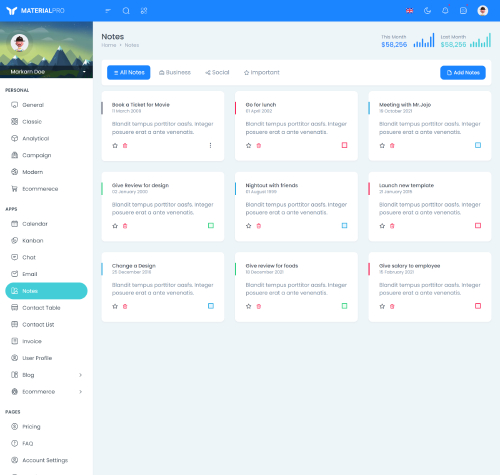 MATERIALPRO
Markarn Doe
PERSONAL
General
Classic
Analytical
Campaign
Modern
Ecommerece
APPS
Calendar
Kanban
Chat
Email
Notes
Contact Table
Contact List
Invoice
User Profile
Blog
Ecommerce
PAGES
Pricing
FAQ
Account Settings
Notes
Home • Notes
This Month
$58,256
Last Month
$58,256
All Notes
Business
Social
Important
Add Notes
Book a Ticket for Movie
11 March 2009
Blandit tempus porttitor aasfs. Integer
posuere erat a ante venenatis.
Go for lunch
01 April 2002
Blandit tempus porttitor aasfs. Integer
posuere erat a ante venenatis.
Meeting with Mr.Jojo
19 October 2021
Blandit tempus porttitor aasfs. Integer
posuere erat a ante venenatis.
Give Review for design
02 January 2000
Blandit tempus porttitor aasfs. Integer
posuere erat a ante venenatis.
Nightout with friends
01 August 1999
Blandit tempus porttitor aasfs. Integer
posuere erat a ante venenatis.
Launch new template
21 January 2015
Blandit tempus porttitor aasfs. Integer
posuere erat a ante venenatis.
Change a Design
25 December 2016
Blandit tempus porttitor aasfs. Integer
posuere erat a ante venenatis.
Give review for foods
10 December 2021
Blandit tempus porttitor aasfs. Integer
posuere erat a ante venenatis.
Give salary to employee
15 February 2021
Blandit tempus porttitor aasfs. Integer
posuere erat a ante venenatis.